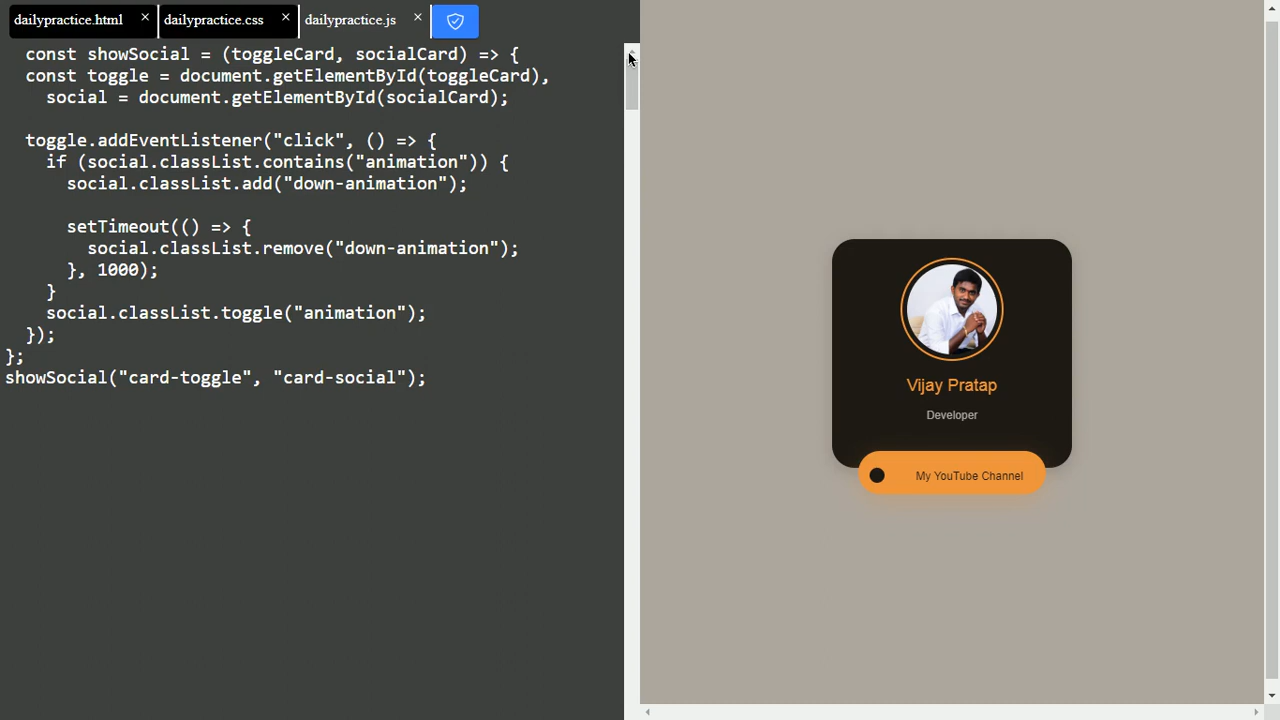 dailypractice.html × dailypractice.css × dailypractice.js ×
const showSocial = (toggleCard, socialCard) => {
const toggle = document.getElementById(toggleCard),
social = document.getElementById(socialCard);
toggle.addEventListener("click", () => {
if (social.classList.contains("animation")) {
social.classList.add("down-animation");
setTimeout(() => {
social.classList.remove("down-animation");
}, 1000);
}
social.classList.toggle("animation");
});
};
showSocial("card-toggle", "card-social");
Vijay Pratap
Developer
My YouTube Channel